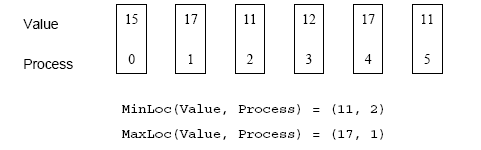 Value 15 17 11 12 17 11
Process 0 1 2 3 4 5
MinLoc(Value, Process) = (11, 2)
MaxLoc(Value, Process) = (17, 1)